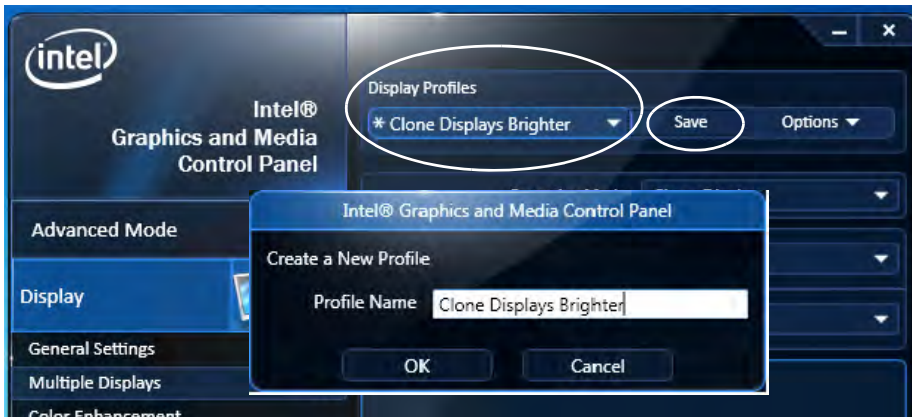 intel
Intel®
Graphics and Media
Control Panel
Display Profiles
* Clone Displays Brighter
Save
Options
Advanced Mode
Intel® Graphics and Media Control Panel
Create a New Profile
Profile Name
Clone Displays Brighter
OK
Cancel
Display
General Settings
Multiple Displays
Color Enhancement